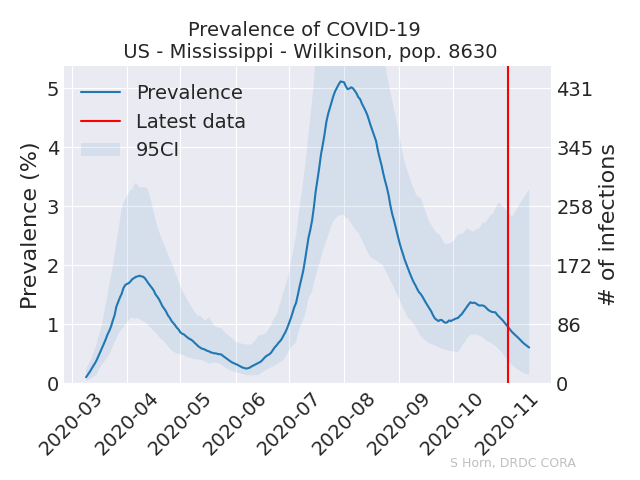 Prevalence of COVID-19
US - Mississippi - Wilkinson, pop. 8630
Prevalence
Latest data
95CI
Prevalence (%)
5
4
3
2
1
0
# of infections
431
345
258
172
86
0
2020-03
2020-04
2020-05
2020-06
2020-07
2020-08
2020-09
2020-10
2020-11
S Horn, DRDC CORA